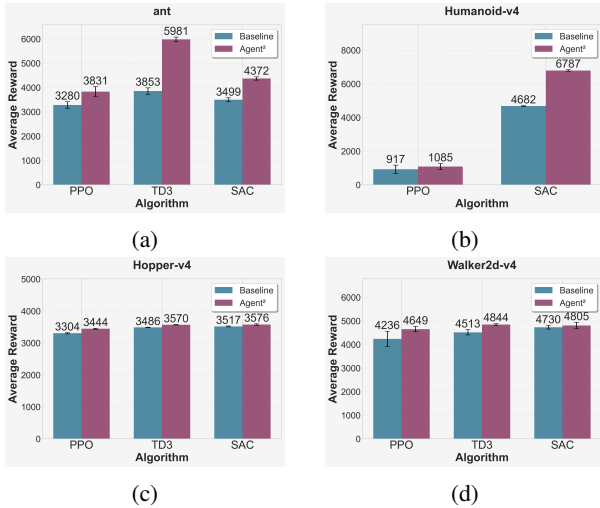 ant
Average Reward
6000
5000
4000
3000
2000
1000
0
3280
3831
3853
5981
3499
4372
Baseline
Agent²
PPO
TD3
SAC
Algorithm
(a)
Humanoid-v4
Average Reward
8000
6000
4000
2000
0
917
1085
4682
6787
Baseline
Agent²
PPO
SAC
Algorithm
(b)
Hopper-v4
Average Reward
5000
4000
3000
2000
1000
0
3304
3444
3486
3570
3517
3576
Baseline
Agent²
PPO
TD3
SAC
Algorithm
(c)
Walker2d-v4
Average Reward
6000
5000
4000
3000
2000
1000
0
4236
4649
4513
4844
4730
4805
Baseline
Agent²
PPO
TD3
SAC
Algorithm
(d)